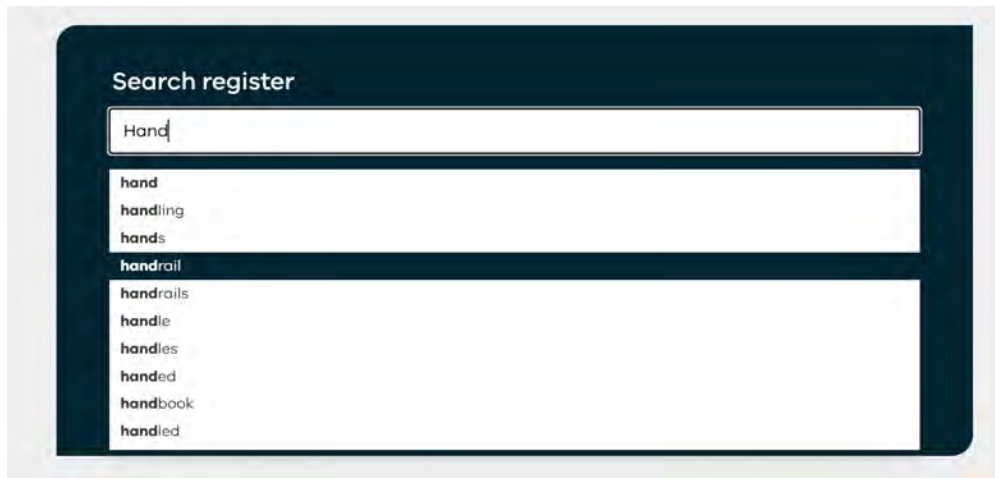 Search register
Hand
hand
handling
hands
handrail
handrails
handle
handles
handed
handbook
handled